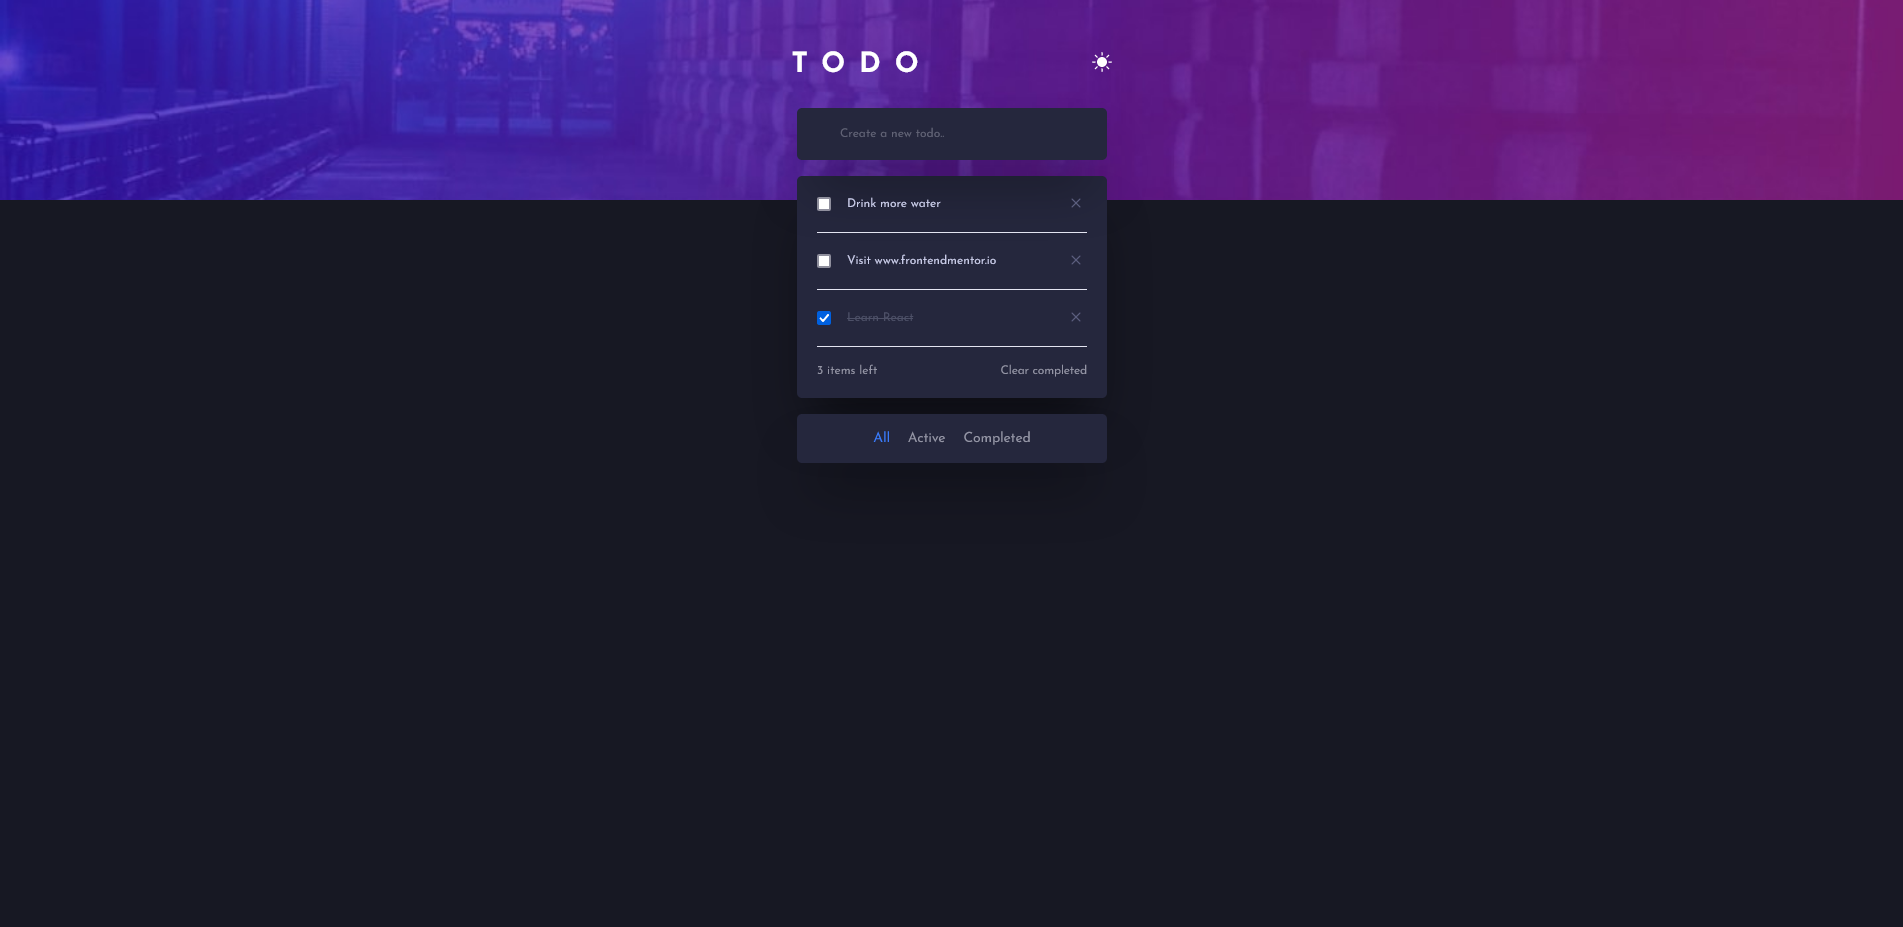 TODO
Create a new todo..
Drink more water
Visit www.frontendmentor.io
Learn React
3 items left
Clear completed
All Active Completed